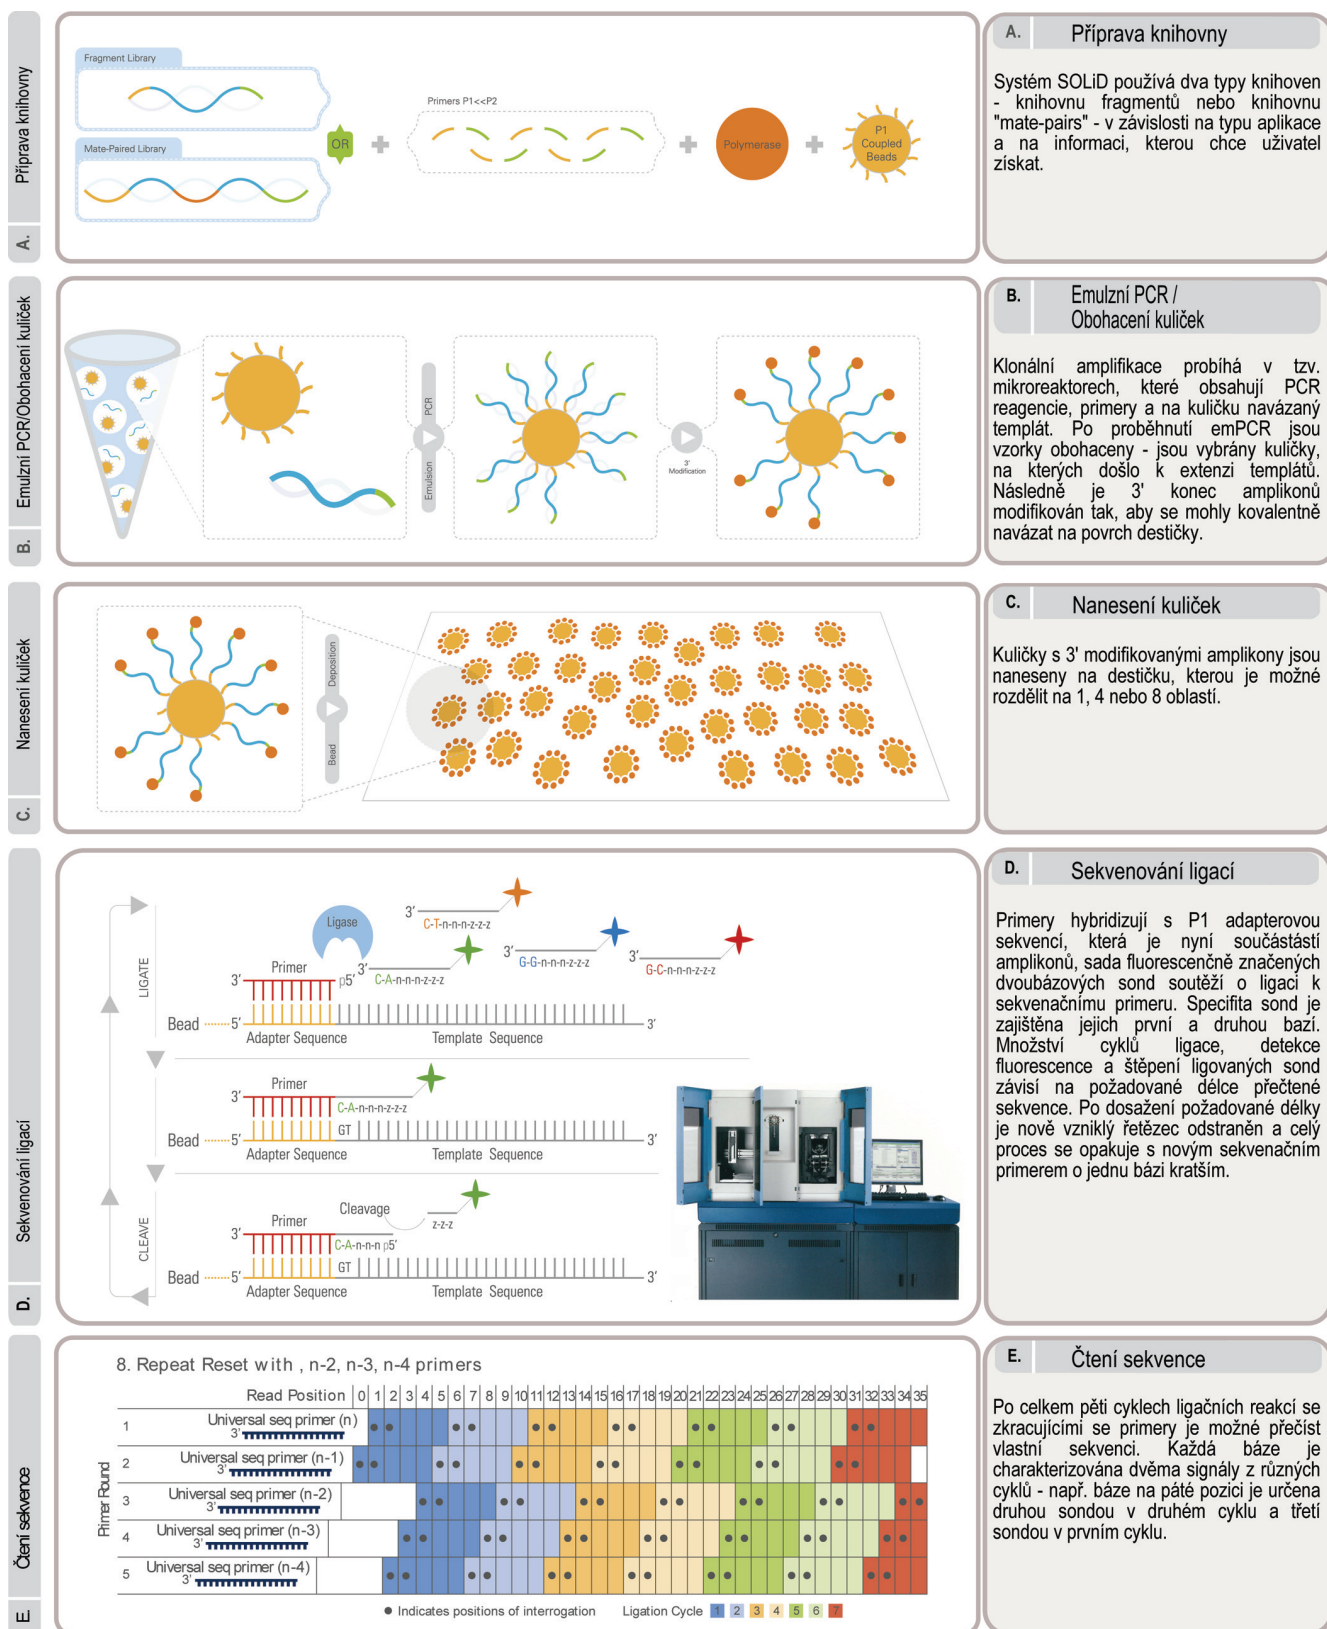 Příprava knihovny
A.
Fragment Library
Mate-Paired Library
OR
Primers P1<<P2
Polymerase
P1
Coupled
Beads
A.
Příprava knihovny
Systém SOLiD používá dva typy knihoven
- knihovnu fragmentů nebo knihovnu
"mate-pairs" - v závislosti na typu aplikace
a na informaci, kterou chce uživatel
získat.
Emulzní PCR/Obohacení kuliček
B.
Emulsion
PCR
3'
Modification
B.
Emulzní PCR /
Obohacení kuliček
Klonální amplifikace probíhá v tzv.
mikroreaktorech, které obsahují PCR
reagencie, primery a na kuličku navázaný
templát. Po proběhnutí emPCR jsou
vzorky obohaceny - jsou vybrány kuličky,
na kterých došlo k extenzi templátů.
Následně je 3' konec amplikonů
modifikován tak, aby se mohly kovalentně
navázat na povrch destičky.
Nanesení kuliček
C.
Bead
Deposition
C.
Nanesení kuliček
Kuličky s 3' modifikovanými amplikony jsou
naneseny na destičku, kterou je možné
rozdělit na 1, 4 nebo 8 oblastí.
Sekvenování ligací
D.
LIGATE
Ligase
3'
C-T-n-n-n-z-z-z
3'
G-G-n-n-n-z-z-z
3'
G-C-n-n-n-z-z-z
Primer
3'
p5'
3'
C-A-n-n-n-z-z-z
Bead
5'
3'
Adapter Sequence
Template Sequence
Primer
3'
C-A-n-n-n-z-z-z
GT
Bead
5'
3'
Adapter Sequence
Template Sequence
CLEAVE
Cleavage
z-z-z
Primer
3'
C-A-n-n-n p5'
GT
Bead
5'
3'
Adapter Sequence
Template Sequence
D.
Sekvenování ligací
Primery hybridizují s P1 adapterovou
sekvencí, která je nyní součástástí
amplikonů, sada fluorescenčně značených
dvoubázových sond soutěží o ligaci k
sekvenačnímu primeru. Specifita sond je
zajištěna jejich první a druhou bazí.
Množství cyklů ligace, detekce
fluorescence a štěpení ligovaných sond
závisí na požadované délce přečtené
sekvence. Po dosažení požadované délky
je nově vzniklý řetězec odstraněn a celý
proces se opakuje s novým sekvenačním
primerem o jednu bázi kratším.
Čtení sekvence
E.
8. Repeat Reset with , n-2, n-3, n-4 primers
Read Position 0 1 2 3 4 5 6 7 8 9 10 11 12 13 14 15 16 17 18 19 20 21 22 23 24 25 26 27 28 29 30 31 32 33 34 35
Primer Round
1 Universal seq primer (n)
3'
2 Universal seq primer (n-1)
3'
3 Universal seq primer (n-2)
3'
4 Universal seq primer (n-3)
3'
5 Universal seq primer (n-4)
3'
Indicates positions of interrogation Ligation Cycle 1 2 3 4 5 6 7
E.
Čtení sekvence
Po celkem pěti cyklech ligačních reakcí se
zkracujícími se primery je možné přečíst
vlastní sekvenci. Každá báze je
charakterizována dvěma signály z různých
cyklů - např. báze na páté pozici je určena
druhou sondou v druhém cyklu a třetí
sondou v prvním cyklu.